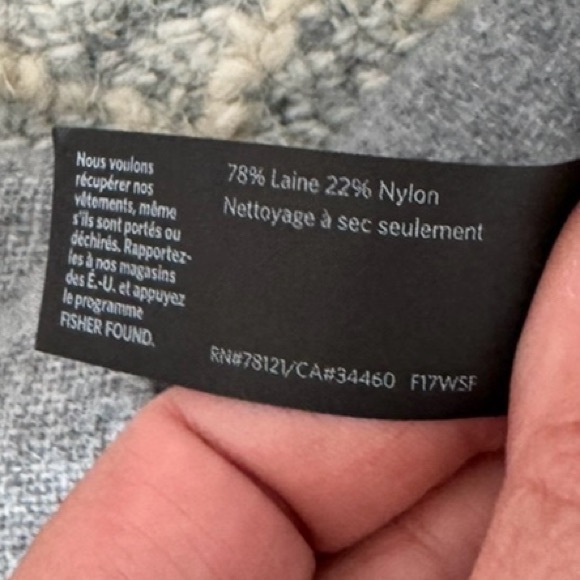 Nous voulons
récupérer nos
vêtements, même
s'ils sont portés ou
déchirés. Rapportez-
les à nos magasins
des É.-U. et appuyez
le programme
FISHER FOUND.
78% Laine 22% Nylon
Nettoyage à sec seulement
RN#78121/CA#34460 F17WSF